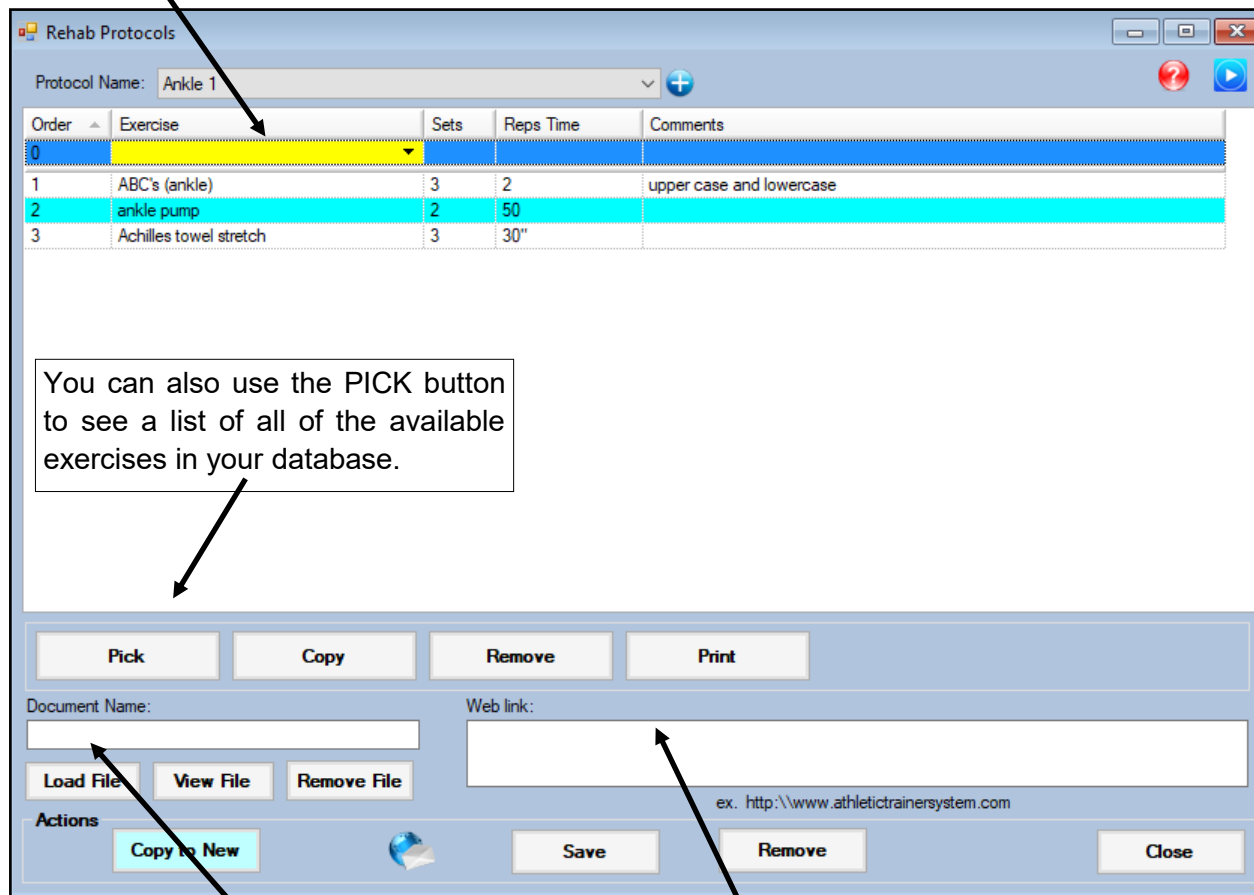 Rehab Protocols
Protocol Name: Ankle 1
Order Exercise Sets Reps Time Comments
0
1 ABC's (ankle) 3 2 upper case and lowercase
2 ankle pump 2 50
3 Achilles towel stretch 3 30"
You can also use the PICK button
to see a list of all of the available
exercises in your database.
Pick Copy Remove Print
Document Name: Web link:
Load File View File Remove File
ex. http:\\www.athletictrainersystem.com
Actions
Copy to New Save Remove Close